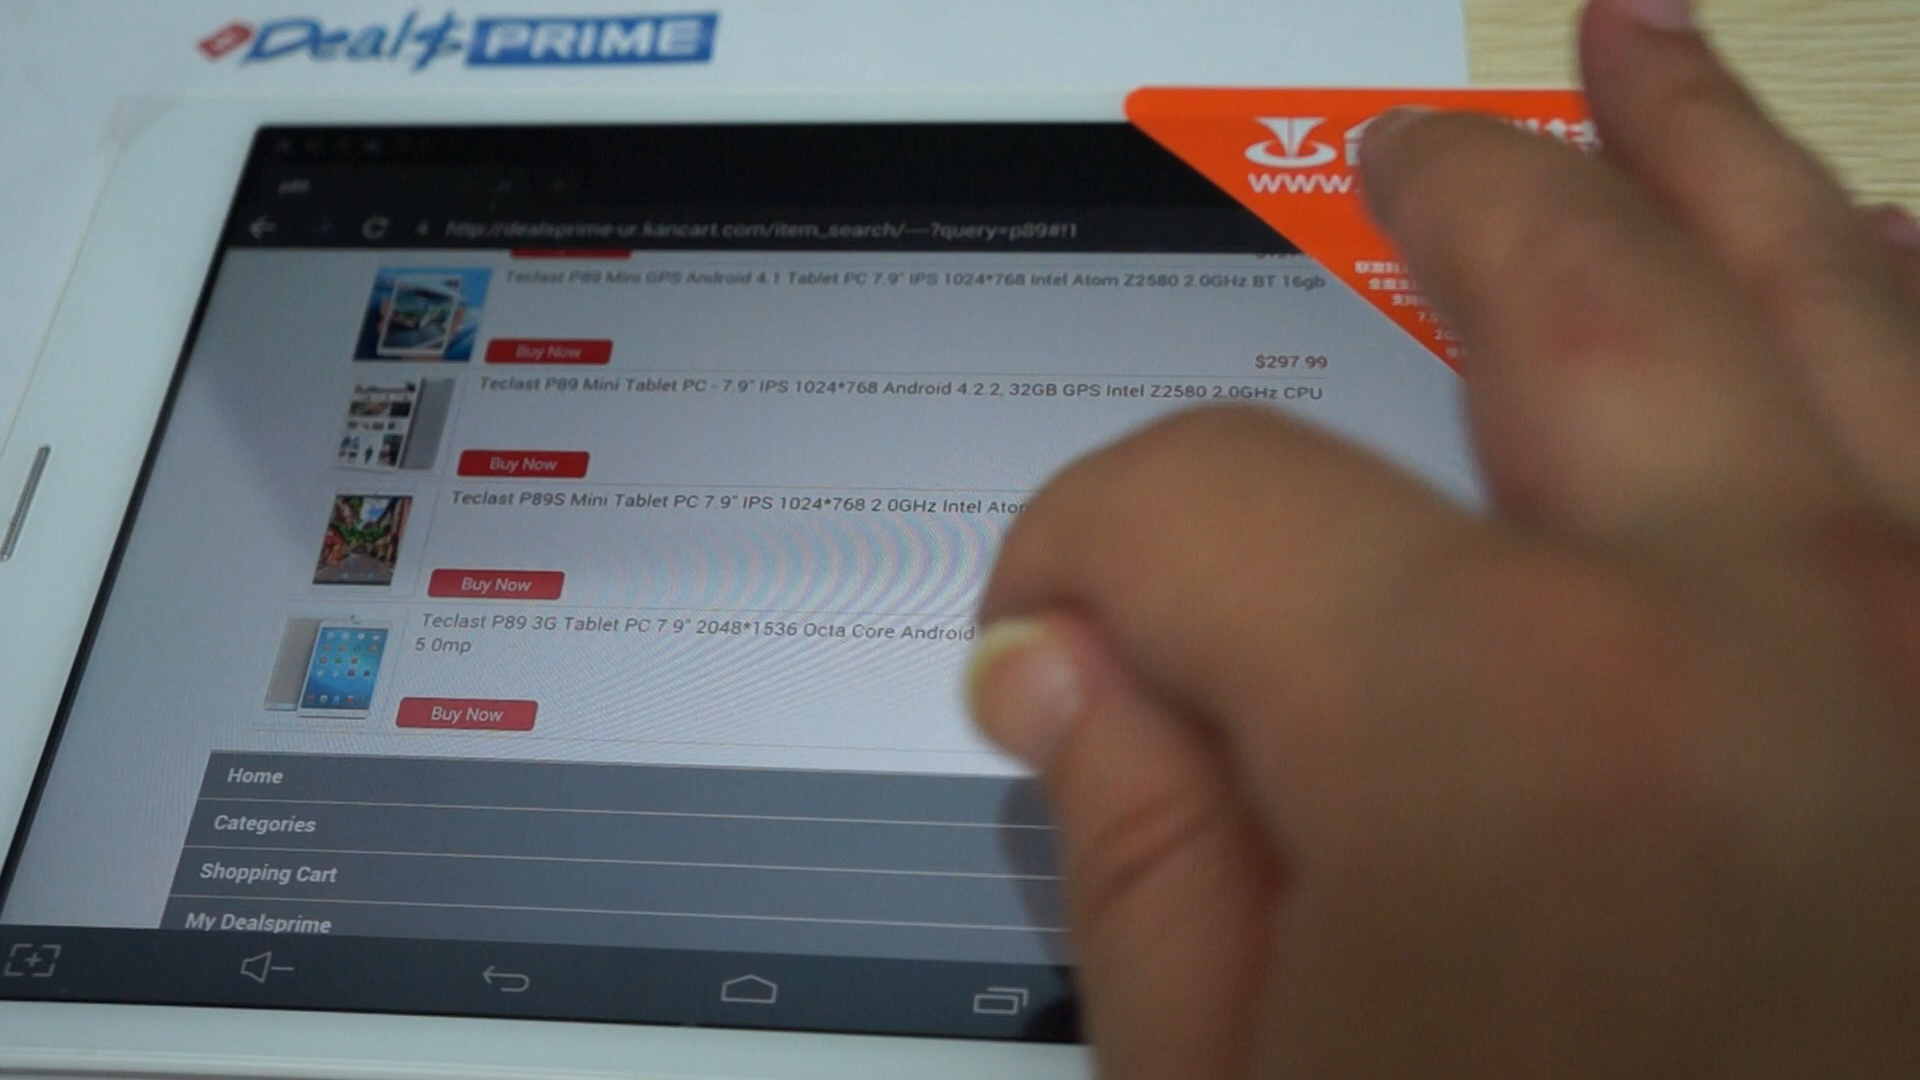 Deal$ PRIME
www.
p89
http://dealsprime-ur.kancart.com/item_search/----?query=p89#!1
Teclast P89 Mini GPS Android 4.1 Tablet PC 7.9" IPS 1024*768 Intel Atom Z2580 2.0GHz BT 16gb
Buy Now
$297.99
Teclast P89 Mini Tablet PC - 7.9" IPS 1024*768 Android 4.2.2, 32GB GPS Intel Z2580 2.0GHz CPU
Buy Now
Teclast P89S Mini Tablet PC 7.9" IPS 1024*768 2.0GHz Intel Ato
Buy Now
Teclast P89 3G Tablet PC 7.9" 2048*1536 Octa Core Android
5.0mp
Buy Now
Home
Categories
Shopping Cart
My Dealsprime